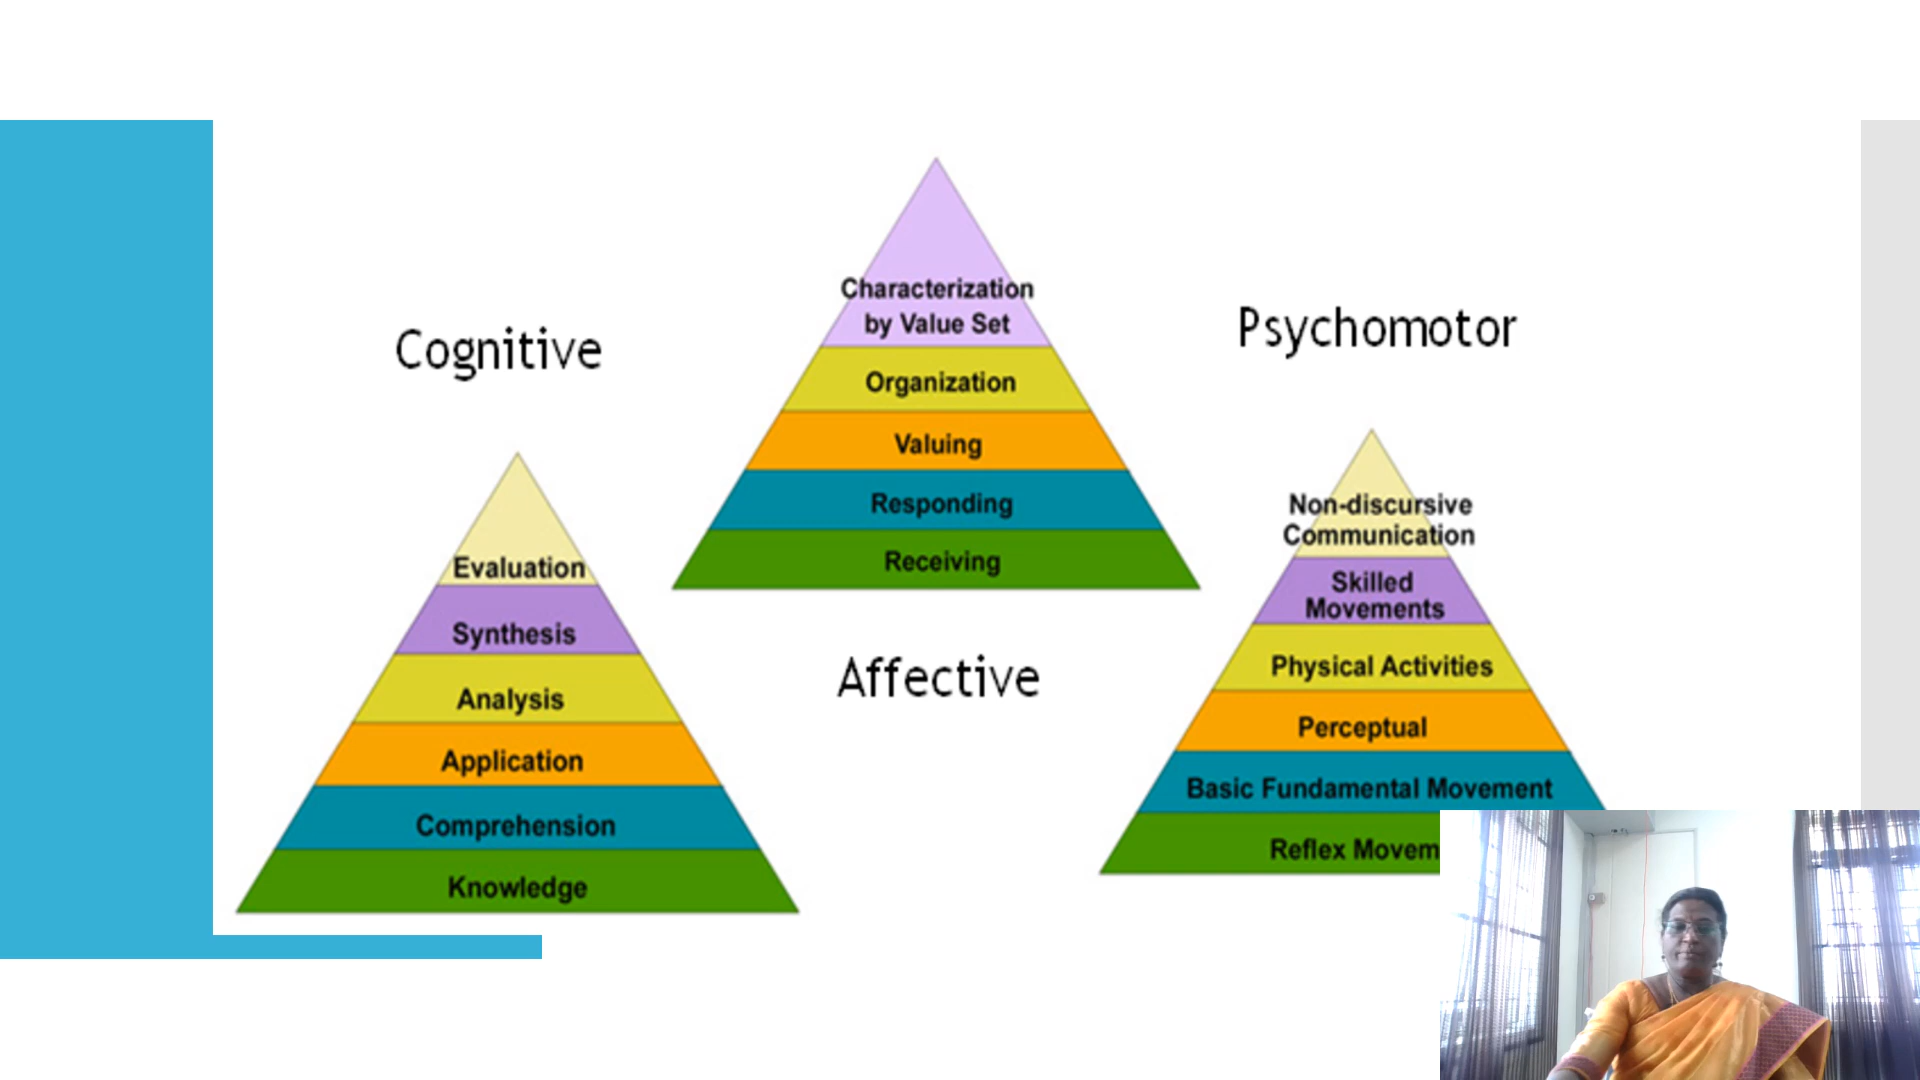 Cognitive
Evaluation
Synthesis
Analysis
Application
Comprehension
Knowledge
Characterization
by Value Set
Organization
Valuing
Responding
Receiving
Affective
Psychomotor
Non-discursive
Communication
Skilled
Movements
Physical Activities
Perceptual
Basic Fundamental Movement
Reflex